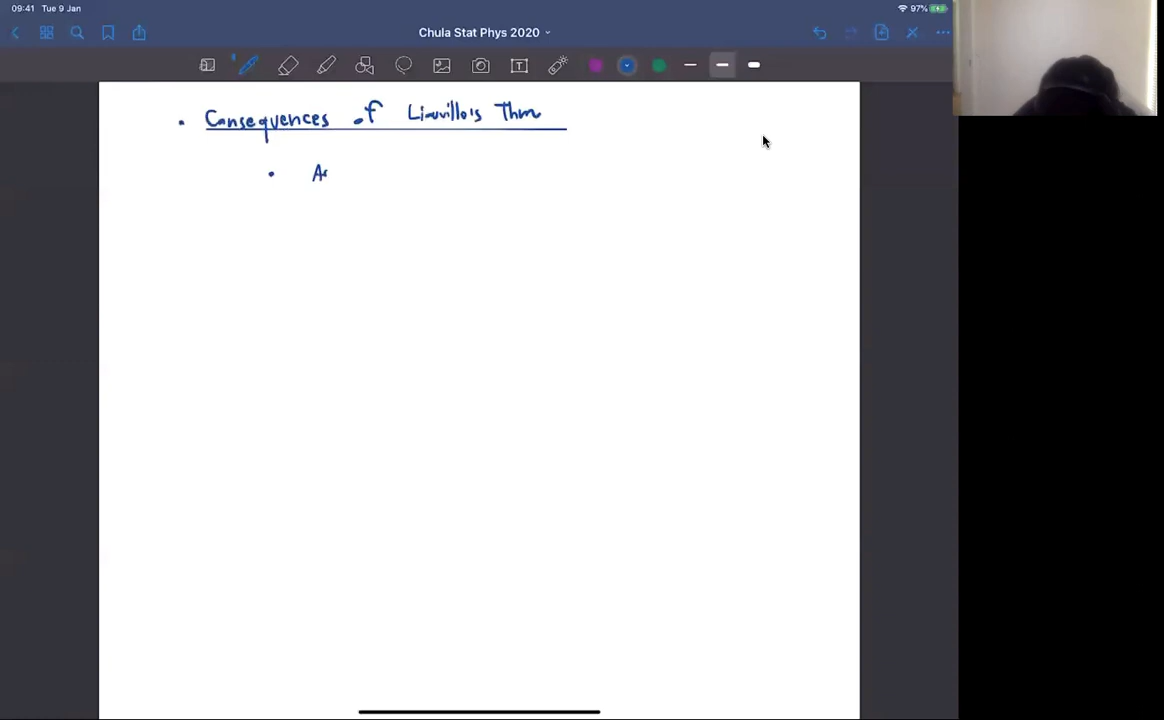 09:41 Tue 9 Jan 97%
Chula Stat Phys 2020
• Consequences of Liouville's Thm
•